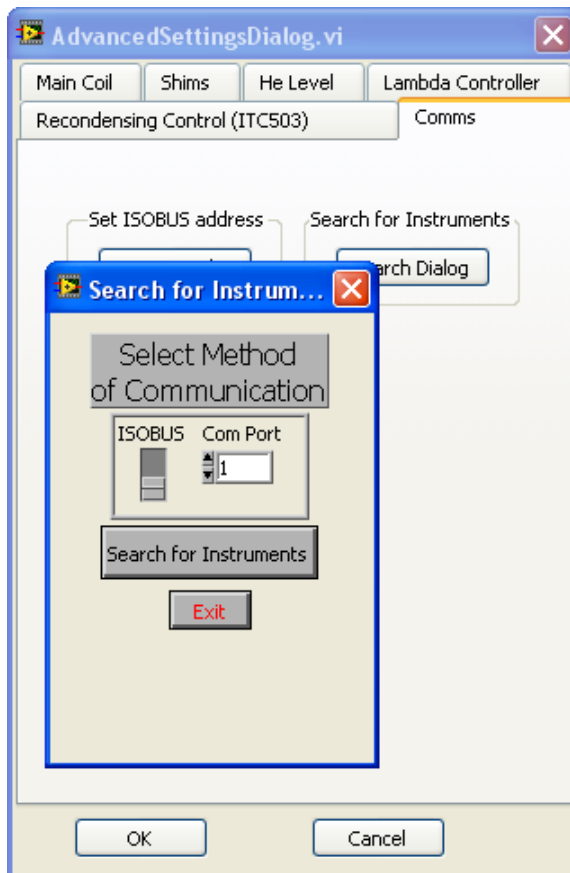 AdvancedSettingsDialog.vi
Main Coil Shims He Level Lambda Controller
Recondensing Control (ITC503) Comms
Set ISOBUS address Search for Instruments
arch Dialog
Search for Instrum...
Select Method
of Communication
ISOBUS Com Port
1
Search for Instruments
Exit
OK Cancel